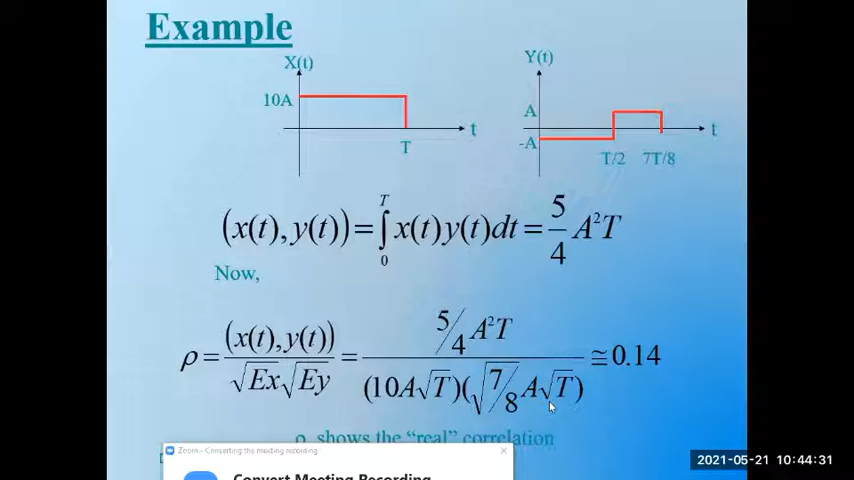 Example
X(t)
Y(t)
10A
A
-A
t
t
T
T/2
7T/8
(x(t), y(t)) = ∫₀ᵀ x(t)y(t)dt = 5/4 A²T
Now,
ρ = (x(t), y(t)) / √Ex√Ey = 5/4 A²T / (10A√T)(√7/8 A√T) ≅ 0.14
shows the “real” correlation
Zoom - Converting the meeting recording
Convert Meeting Recording
2021-05-21 10:44:31